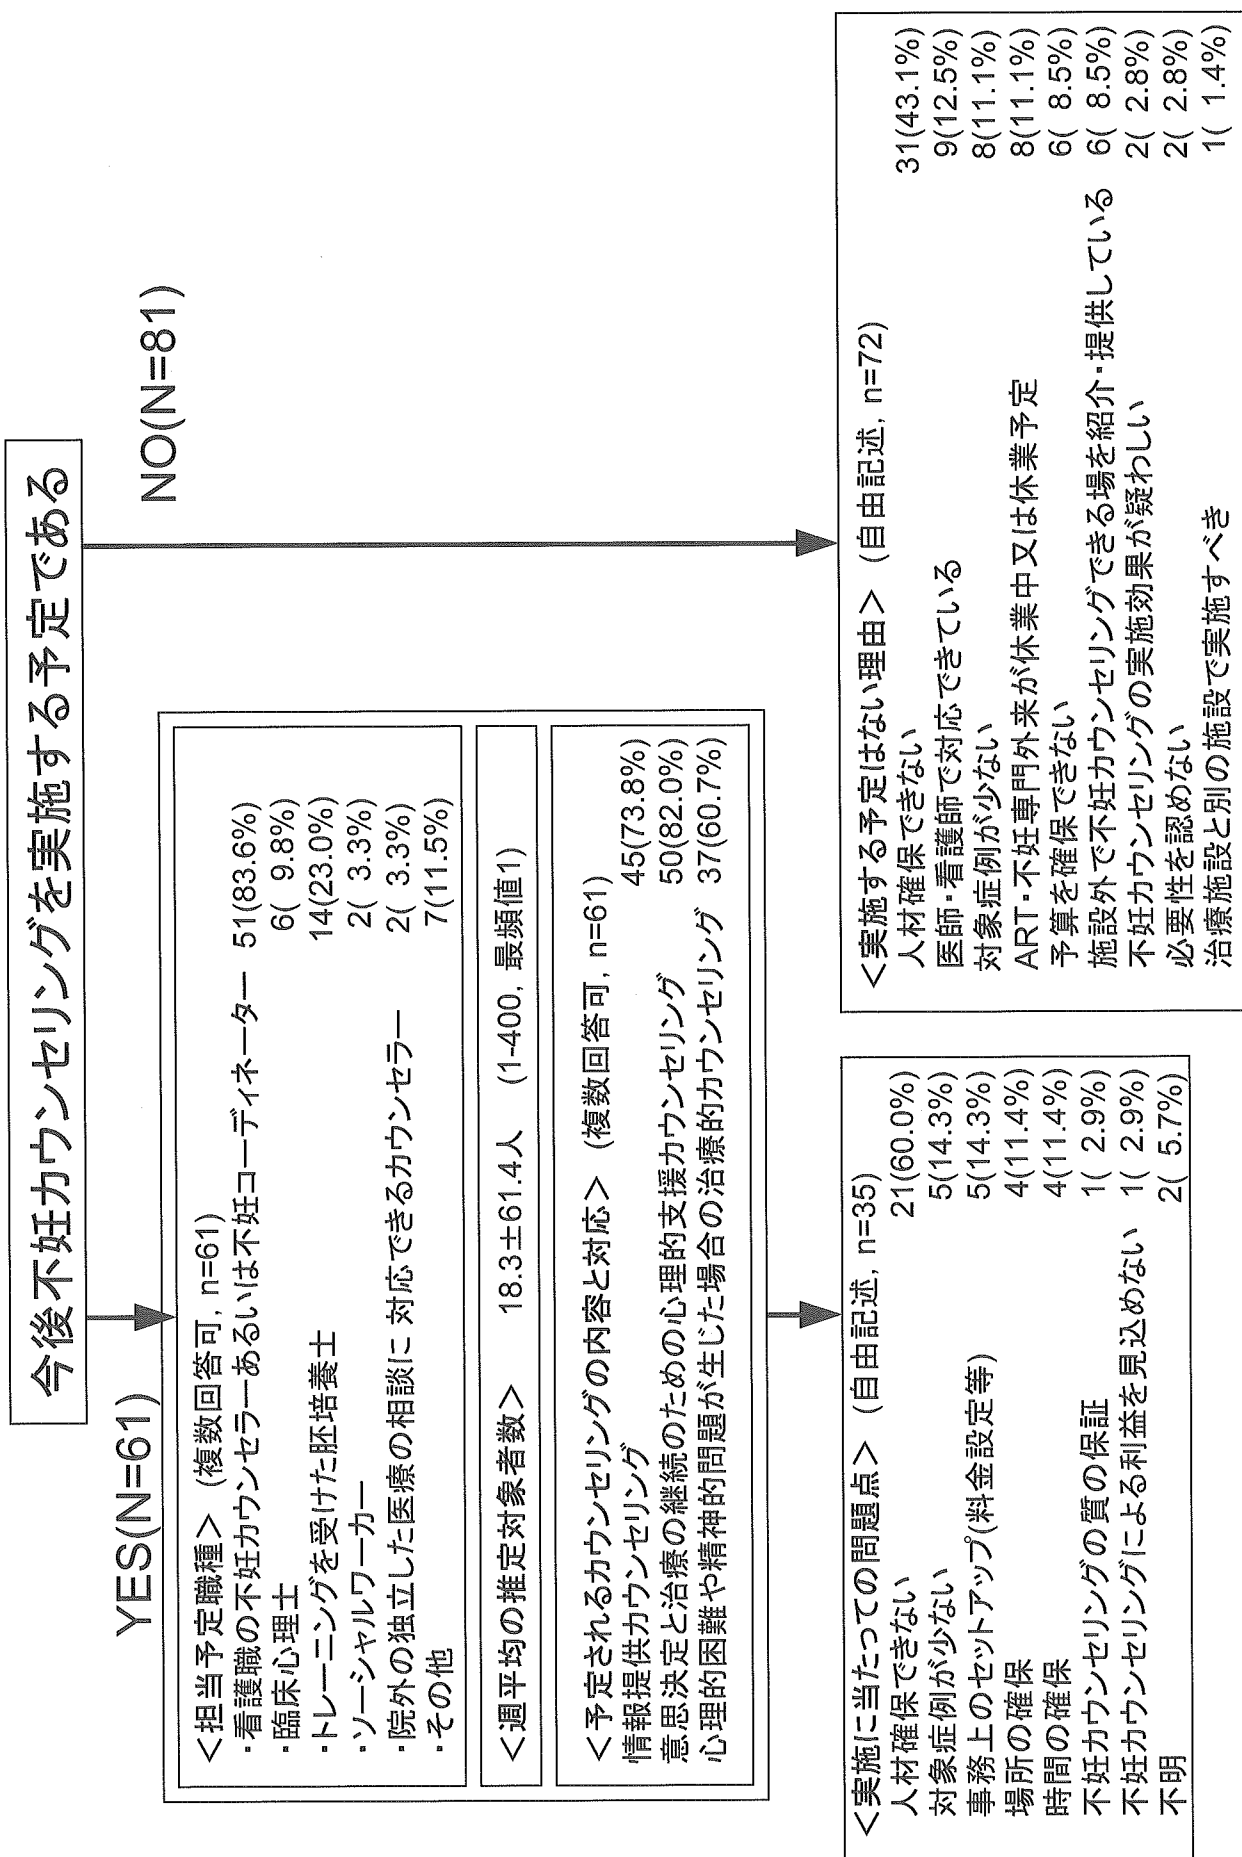 今後不妊カウンセリングを実施する予定である
YES(N=61)
NO(N=81)
＜担当予定職種＞ (複数回答可, n=61)
・看護職の不妊カウンセラーあるいは不妊コーディネーター 51(83.6%)
・臨床心理士 6( 9.8%)
・トレーニングを受けた胚培養士 14(23.0%)
・ソーシャルワーカー 2( 3.3%)
・院外の独立した医療の相談に 対応できるカウンセラー 2( 3.3%)
・その他 7(11.5%)
＜週平均の推定対象者数＞ 18.3±61.4人 (1-400, 最頻値1)
＜予定されるカウンセリングの内容と対応＞ (複数回答可, n=61)
情報提供カウンセリング 45(73.8%)
意思決定と治療の継続のための心理的支援カウンセリング 50(82.0%)
心理的困難や精神的問題が生じた場合の治療的カウンセリング 37(60.7%)
＜実施に当たっての問題点＞ (自由記述, n=35)
人材確保できない 21(60.0%)
対象症例が少ない 5(14.3%)
事務上のセットアップ(料金設定等) 5(14.3%)
場所の確保 4(11.4%)
時間の確保 4(11.4%)
不妊カウンセリングの質の保証 1( 2.9%)
不妊カウンセリングによる利益を見込めない 1( 2.9%)
不明 2( 5.7%)
＜実施する予定はない理由＞ (自由記述, n=72)
人材確保できない 31(43.1%)
医師・看護師で対応できている 9(12.5%)
対象症例が少ない 8(11.1%)
ART・不妊専門外来が休業中又は休業予定 8(11.1%)
予算を確保できない 6( 8.5%)
施設外で不妊カウンセリングできる場を紹介・提供している 6( 8.5%)
不妊カウンセリングの実施効果が疑わしい 2( 2.8%)
必要性を認めない 2( 2.8%)
治療施設と別の施設で実施すべき 1( 1.4%)